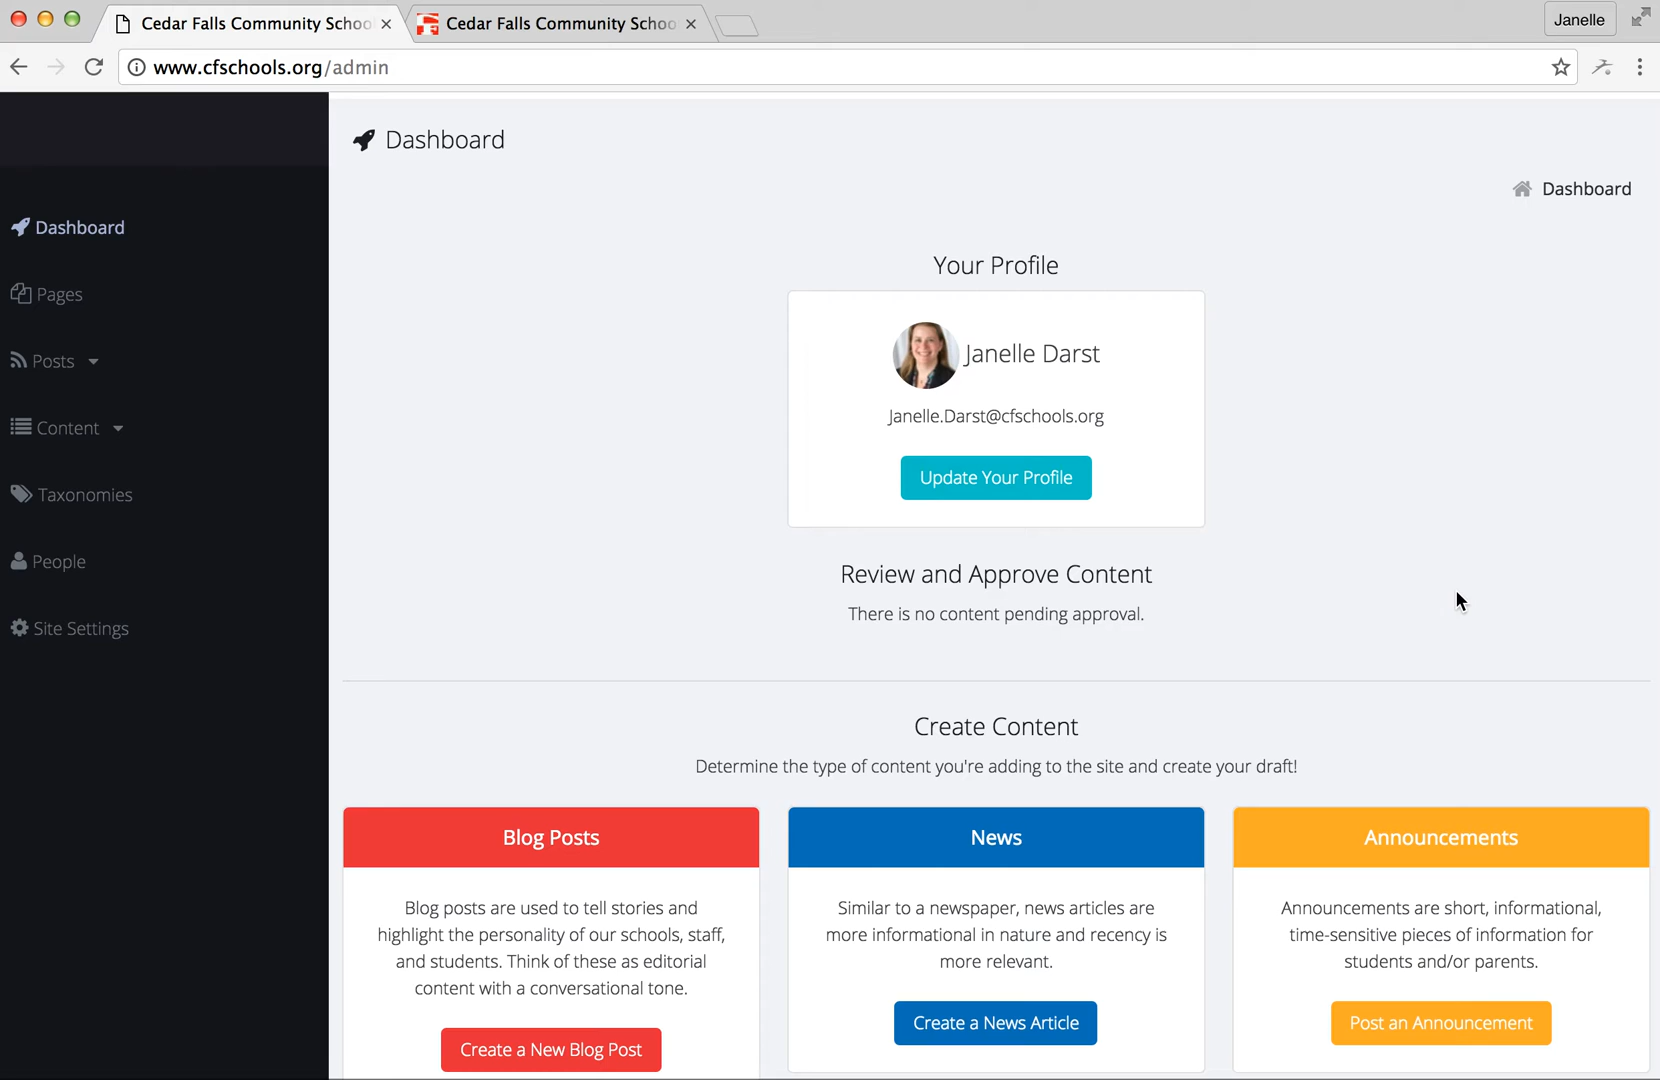 Cedar Falls Community Schoo
Cedar Falls Community Schoo
Janelle
www.cfschools.org/admin
Dashboard
Dashboard
Dashboard
Pages
Posts
Content
Taxonomies
People
Site Settings
Your Profile
Janelle Darst
Janelle.Darst@cfschools.org
Update Your Profile
Review and Approve Content
There is no content pending approval.
Create Content
Determine the type of content you're adding to the site and create your draft!
Blog Posts
Blog posts are used to tell stories and
highlight the personality of our schools, staff,
and students. Think of these as editorial
content with a conversational tone.
Create a New Blog Post
News
Similar to a newspaper, news articles are
more informational in nature and recency is
more relevant.
Create a News Article
Announcements
Announcements are short, informational,
time-sensitive pieces of information for
students and/or parents.
Post an Announcement